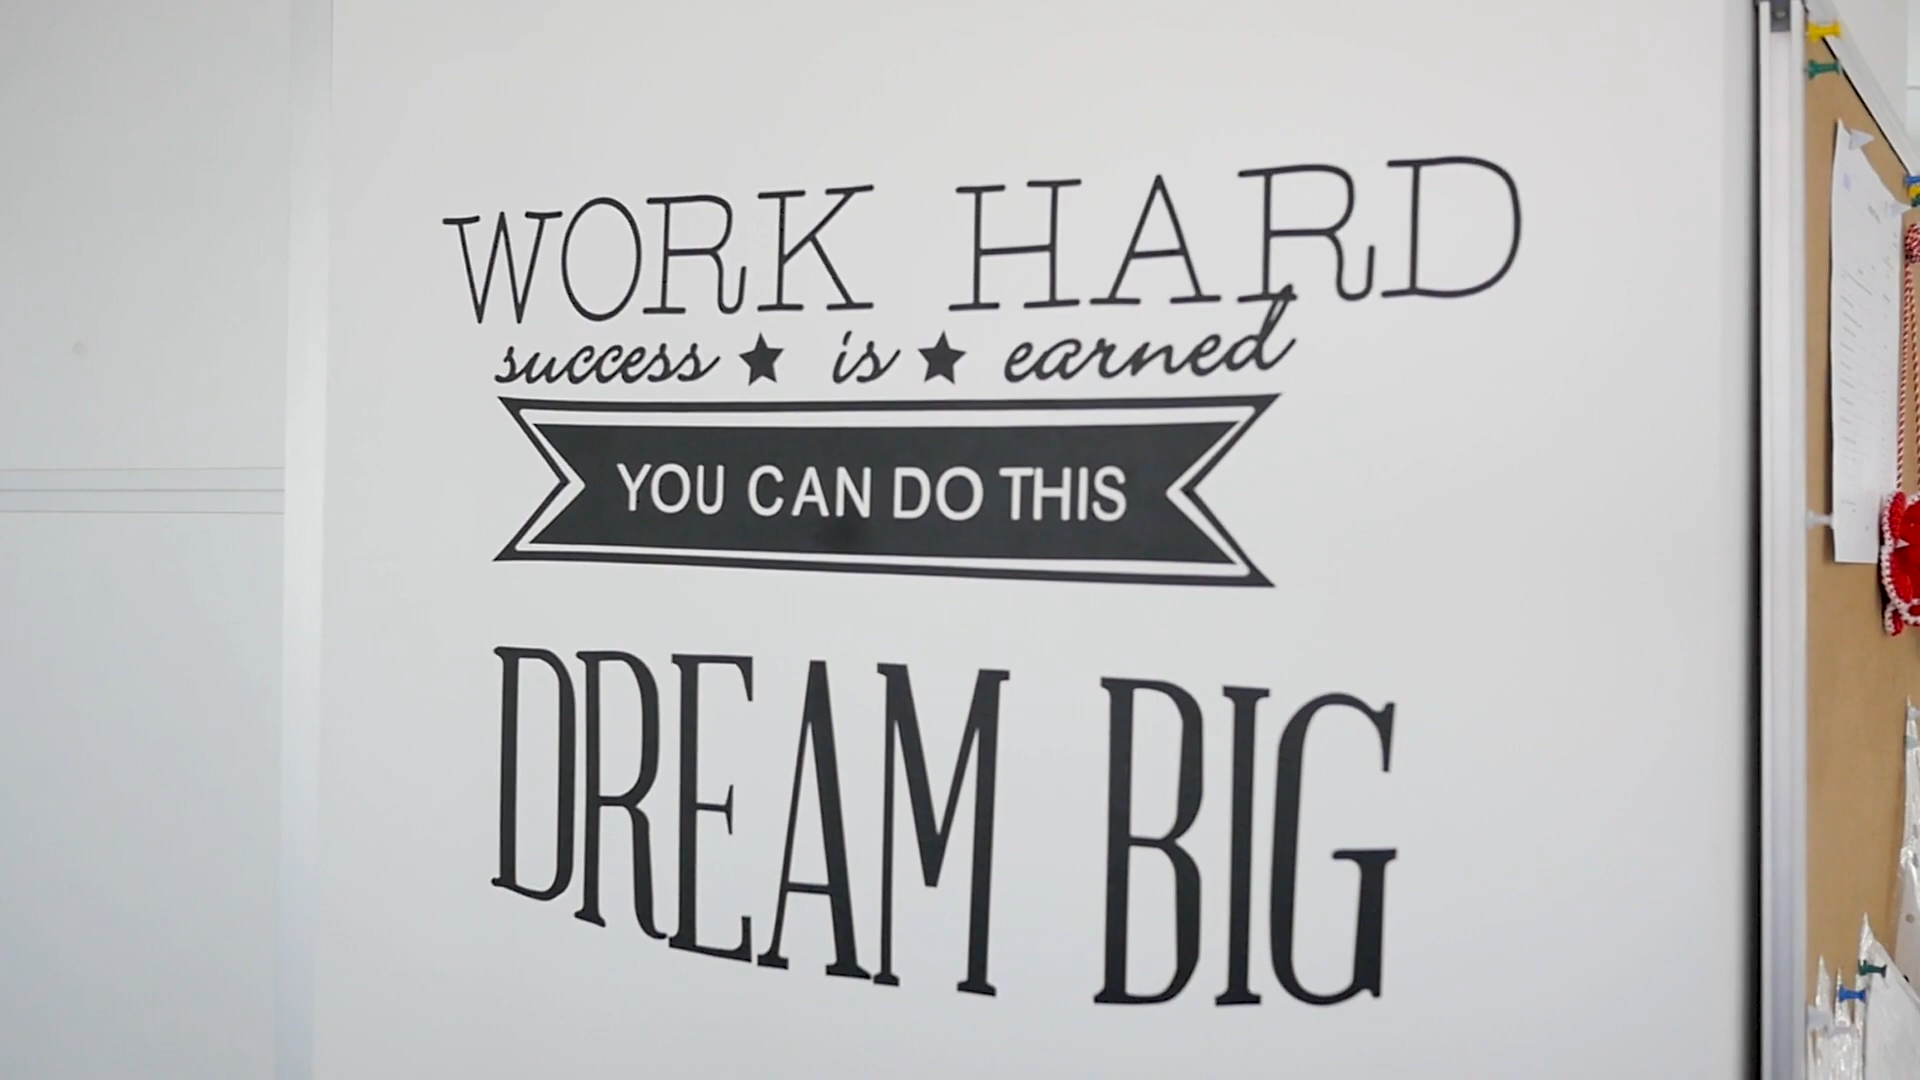 WORK HARD
success ★ is ★ earned
YOU CAN DO THIS
DREAM BIG